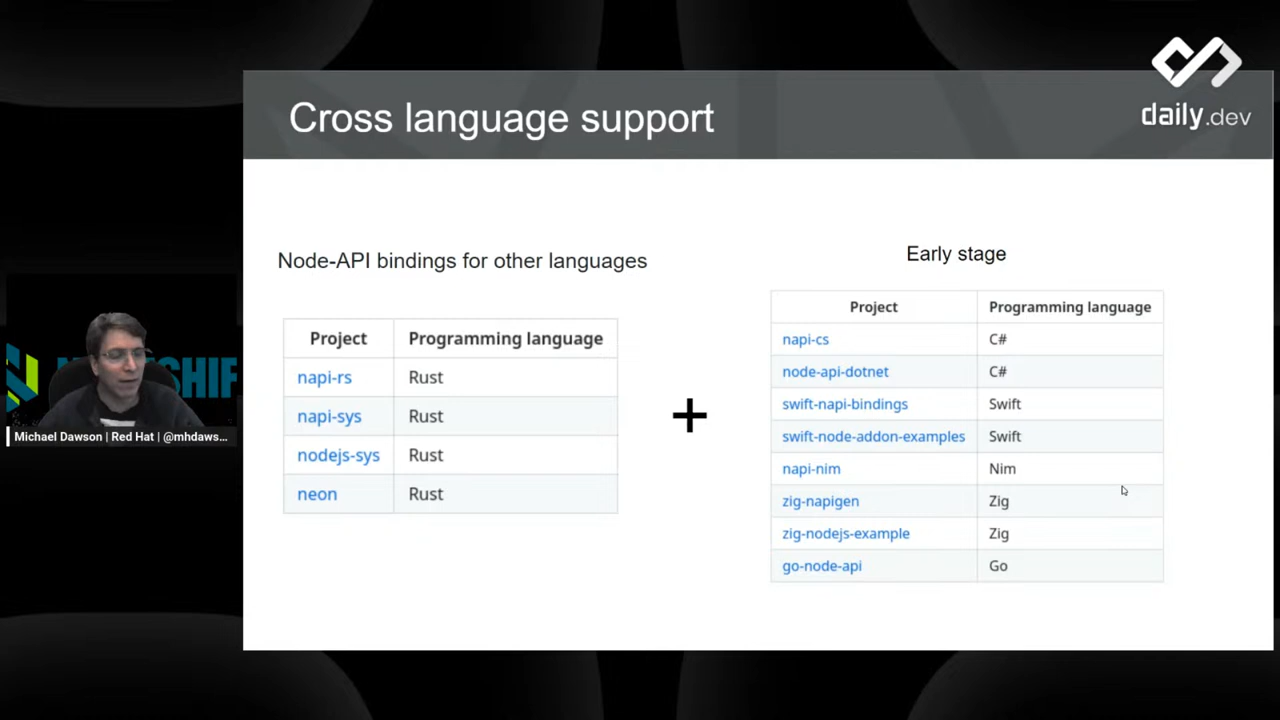 daily.dev
Cross language support
Node-API bindings for other languages
Project Programming language
napi-rs Rust
napi-sys Rust
nodejs-sys Rust
neon Rust
+
Early stage
Project Programming language
napi-cs C#
node-api-dotnet C#
swift-napi-bindings Swift
swift-node-addon-examples Swift
napi-nim Nim
zig-napigen Zig
zig-nodejs-example Zig
go-node-api Go
Michael Dawson | Red Hat | @mhdaws...